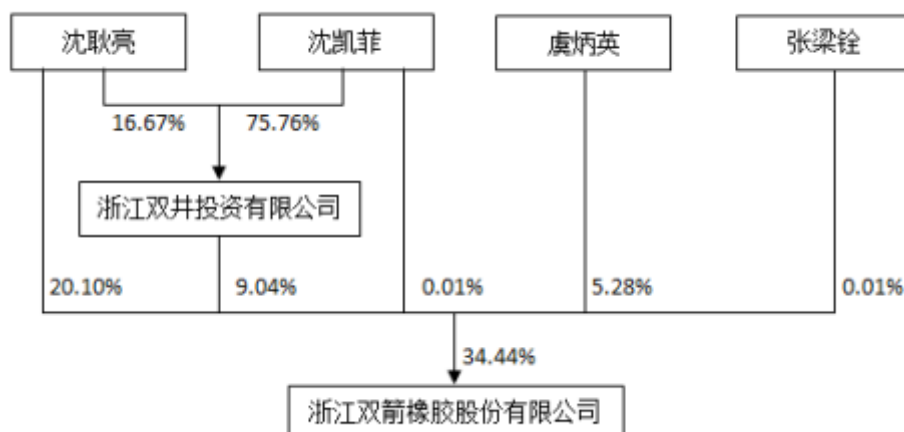 沈耿亮
沈凯菲
虞炳英
张梁铨
16.67%
75.76%
浙江双井投资有限公司
20.10%
9.04%
0.01%
5.28%
0.01%
34.44%
浙江双箭橡胶股份有限公司